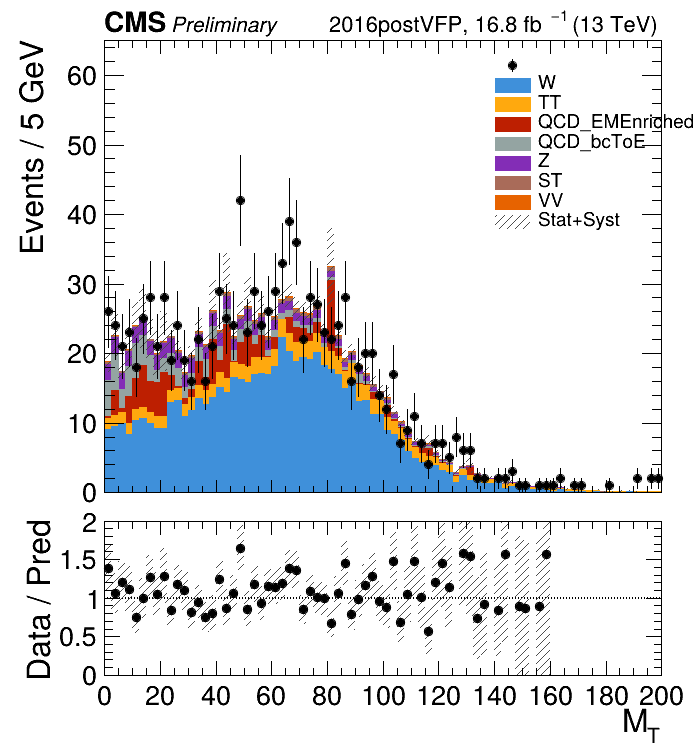 CMS Preliminary 2016postVFP, 16.8 fb⁻¹ (13 TeV)
Events / 5 GeV
60
50
40
30
20
10
0
W
TT
QCD_EMEnriched
QCD_bcToE
Z
ST
VV
Stat+Syst
Data / Pred
2
1.5
1
0.5
0
0 20 40 60 80 100 120 140 160 180 200
M_T